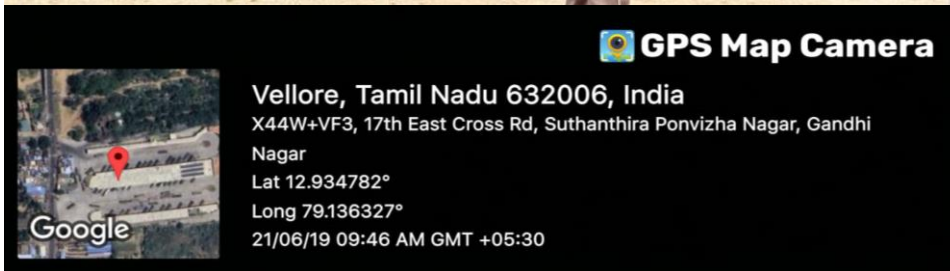 GPS Map Camera
Vellore, Tamil Nadu 632006, India
X44W+VF3, 17th East Cross Rd, Suthanthira Ponvizha Nagar, Gandhi
Nagar
Lat 12.934782°
Long 79.136327°
21/06/19 09:46 AM GMT +05:30
Google